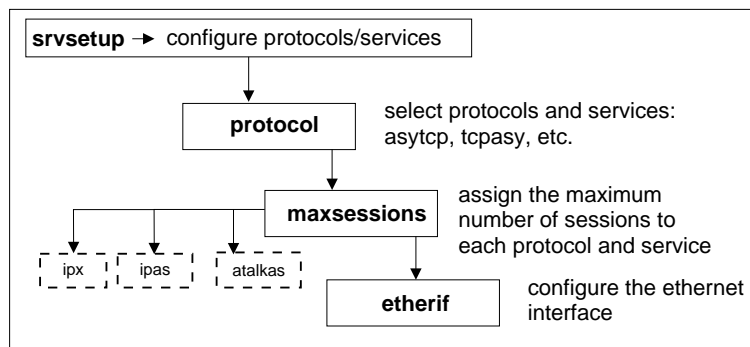 srvsetup → configure protocols/services
protocol
select protocols and services:
asytcp, tcpasy, etc.
maxsessions
assign the maximum
number of sessions to
each protocol and service
ipx
ipas
atalkas
etherif
configure the ethernet
interface